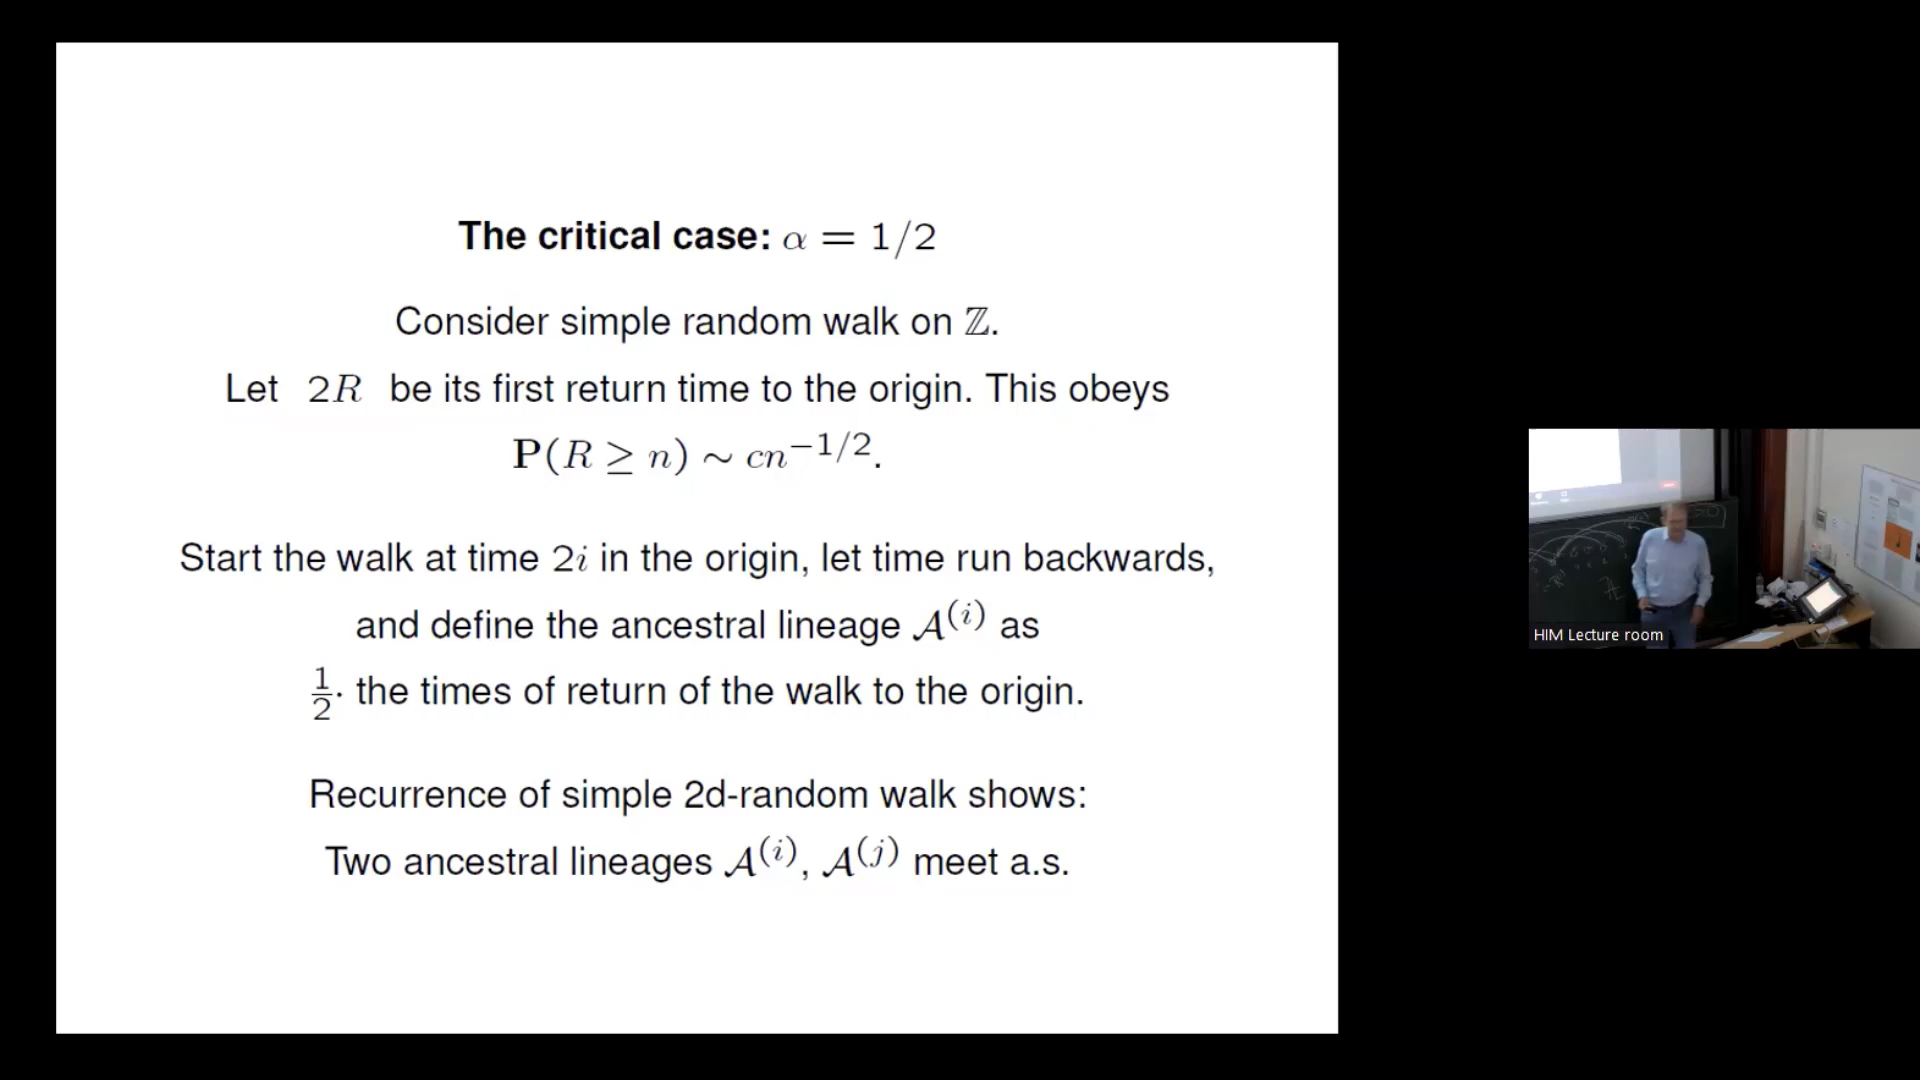 The critical case: α = 1/2
Consider simple random walk on ℤ.
Let 2R be its first return time to the origin. This obeys
P(R ≥ n) ~ cn^{-1/2}.
Start the walk at time 2i in the origin, let time run backwards,
and define the ancestral lineage 𝒜^{(i)} as
½· the times of return of the walk to the origin.
Recurrence of simple 2d-random walk shows:
Two ancestral lineages 𝒜^{(i)}, 𝒜^{(j)} meet a.s.
HIM Lecture room